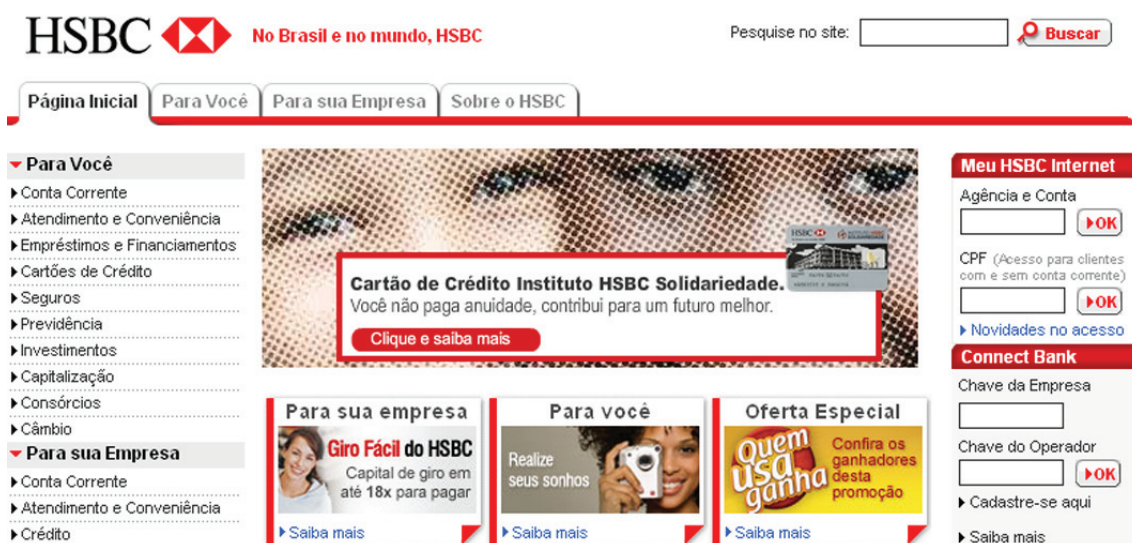 HSBC
No Brasil e no mundo, HSBC
Pesquise no site:
Buscar
Página Inicial
Para Você
Para sua Empresa
Sobre o HSBC
Para Você
Conta Corrente
Atendimento e Conveniência
Empréstimos e Financiamentos
Cartões de Crédito
Seguros
Previdência
Investimentos
Capitalização
Consórcios
Câmbio
Para sua Empresa
Conta Corrente
Atendimento e Conveniência
Crédito
HSBC
Cartão de Crédito Instituto HSBC Solidariedade.
Você não paga anuidade, contribui para um futuro melhor.
Clique e saiba mais
Para sua empresa
Giro Fácil do HSBC
Capital de giro em
até 18x para pagar
Saiba mais
Para você
Realize
seus sonhos
Saiba mais
Oferta Especial
Quem
usa
ganha
Confira os
ganhadores
desta
promoção
Saiba mais
Meu HSBC Internet
Agência e Conta
OK
CPF (Acesso para clientes
com e sem conta corrente)
OK
Novidades no acesso
Connect Bank
Chave da Empresa
Chave do Operador
OK
Cadastre-se aqui
Saiba mais